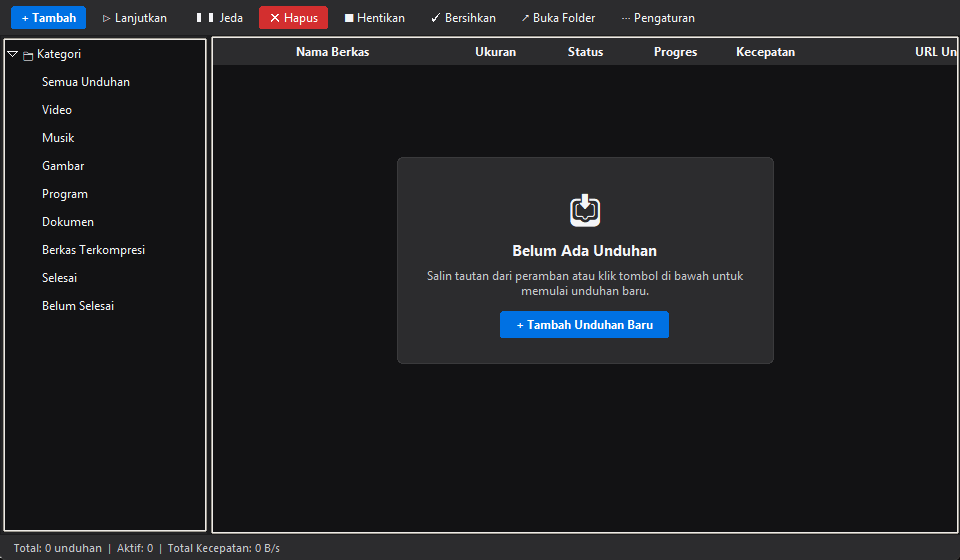 + Tambah ▷ Lanjutkan ❚❚ Jeda ✕ Hapus ■ Hentikan ✓ Bersihkan ↗ Buka Folder ··· Pengaturan
Kategori
Semua Unduhan
Video
Musik
Gambar
Program
Dokumen
Berkas Terkompresi
Selesai
Belum Selesai
Nama Berkas Ukuran Status Progres Kecepatan URL Un
Belum Ada Unduhan
Salin tautan dari peramban atau klik tombol di bawah untuk
memulai unduhan baru.
+ Tambah Unduhan Baru
Total: 0 unduhan | Aktif: 0 | Total Kecepatan: 0 B/s